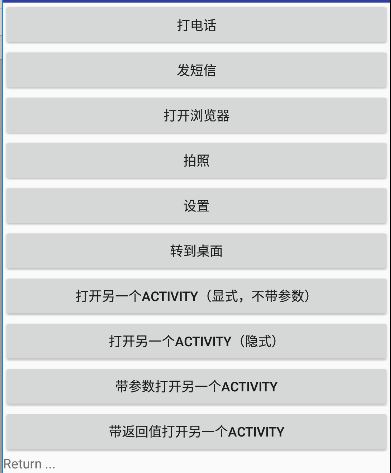 打电话
发短信
打开浏览器
拍照
设置
转到桌面
打开另一个ACTIVITY（显式，不带参数）
打开另一个ACTIVITY（隐式）
带参数打开另一个ACTIVITY
带返回值打开另一个ACTIVITY
Return ...